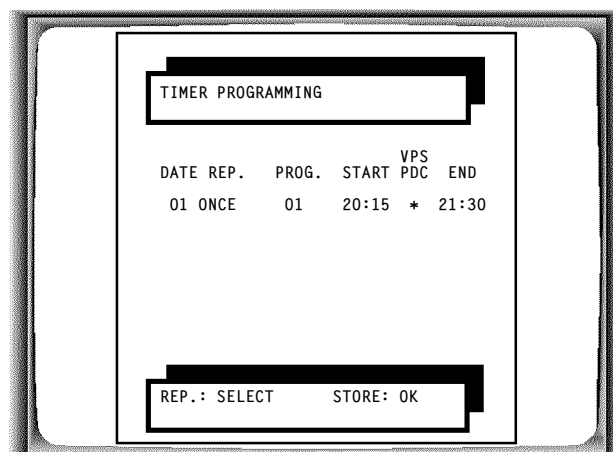 TIMER PROGRAMMING
VPS
DATE REP. PROG. START PDC END
01 ONCE 01 20:15 * 21:30
REP.: SELECT STORE: OK